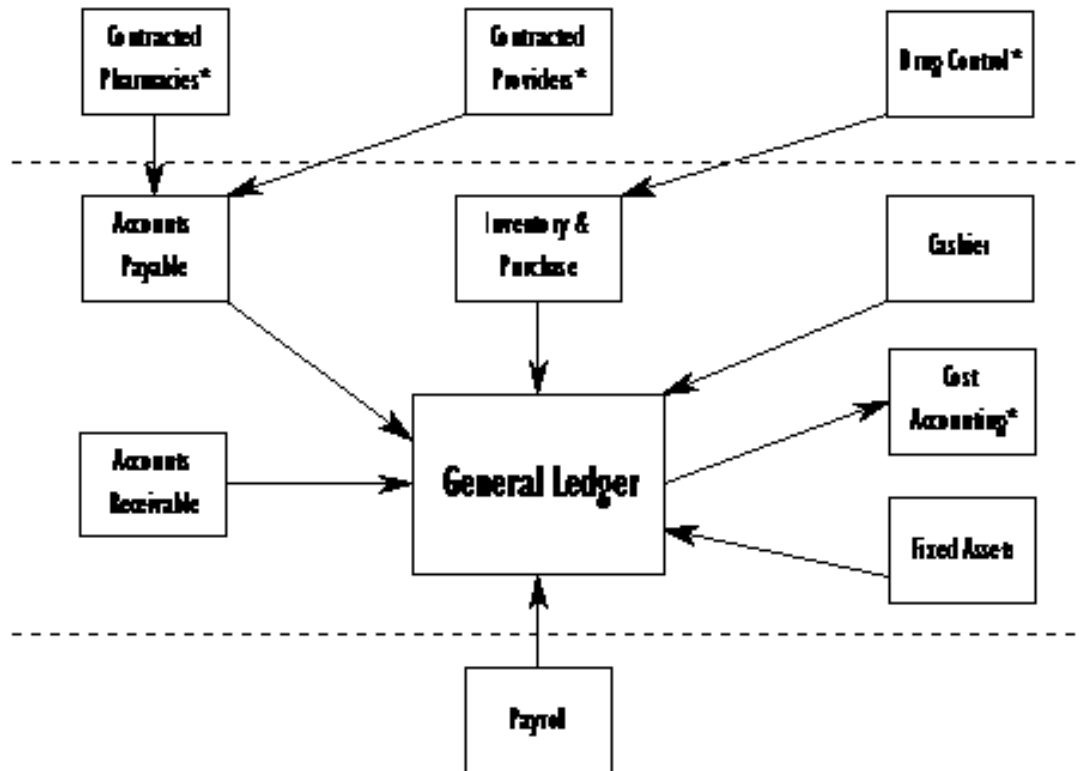 Contracted
Pharmacies*
Contracted
Providers*
Drug Control*
Accounts
Payable
Inventory &
Purchase
Cashier
Cost
Accounting*
Accounts
Receivable
General Ledger
Fixed Assets
Payroll